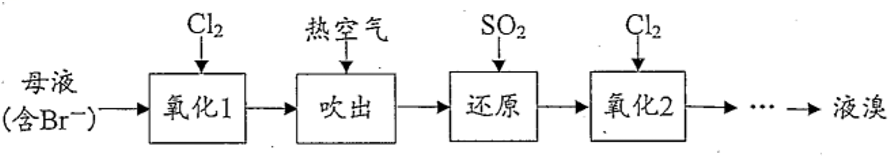 Cl₂ 热空气 SO₂ Cl₂
母液
(含Br⁻)
氧化1 吹出 还原 氧化2 … 液溴